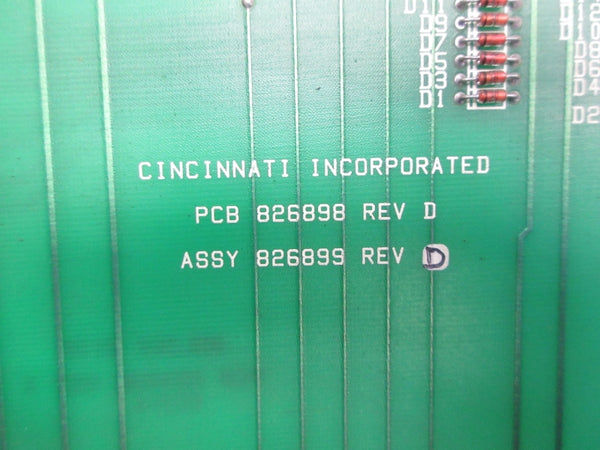 D11
D9
D7
D5
D3
D1
D8
D6
D4
D2
CINCINNATI INCORPORATED
PCB 826898 REV D
ASSY 826899 REV D